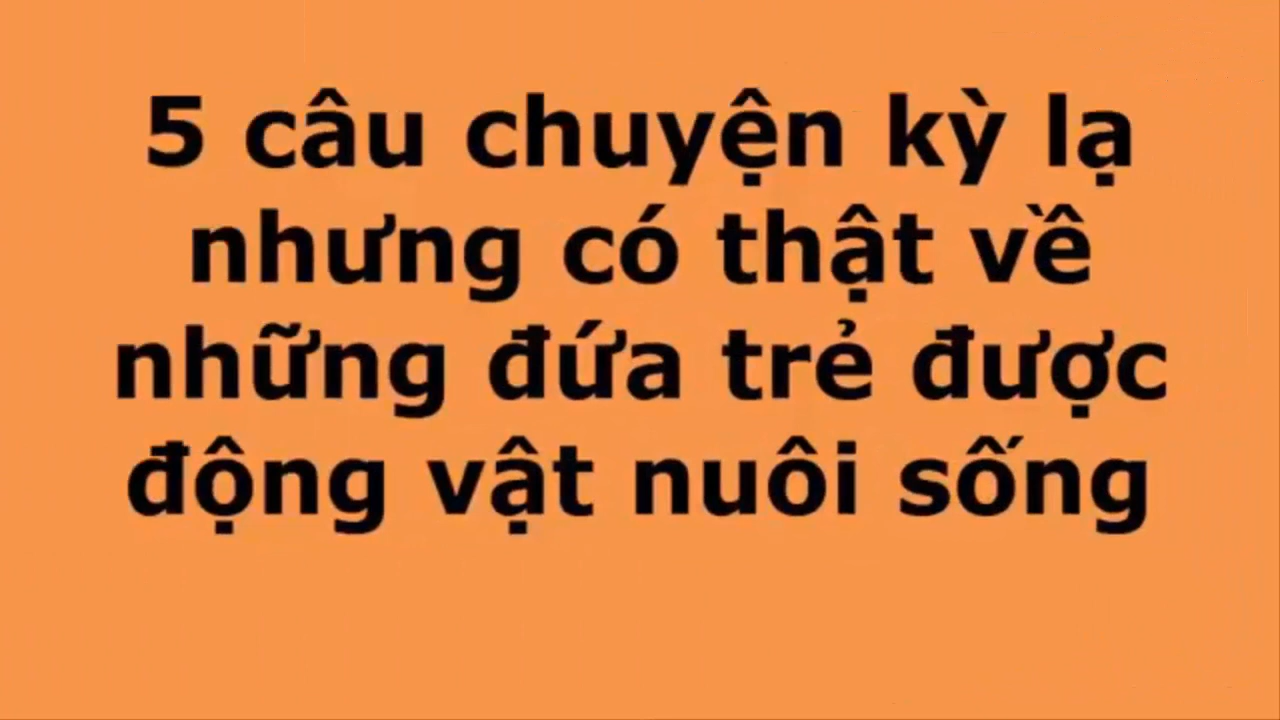 5 câu chuyện kỳ lạ
nhưng có thật về
những đứa trẻ được
động vật nuôi sống